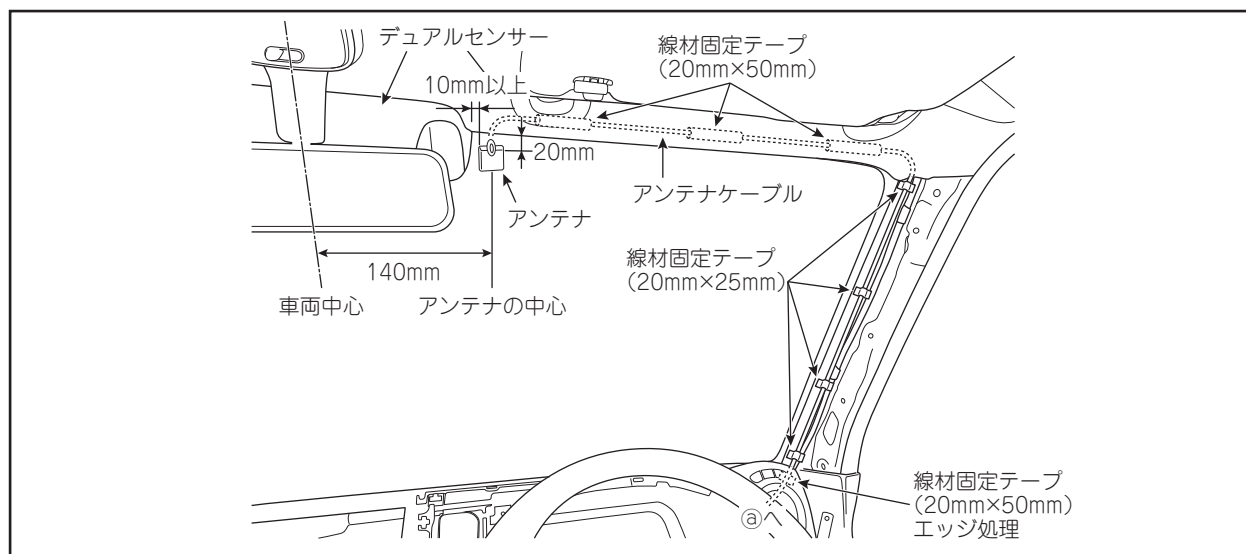 デュアルセンサー
線材固定テープ
(20mm×50mm)
10mm以上
20mm
アンテナケーブル
アンテナ
線材固定テープ
(20mm×25mm)
140mm
車両中心
アンテナの中心
線材固定テープ
(20mm×50mm)
エッジ処理
ⓐへ